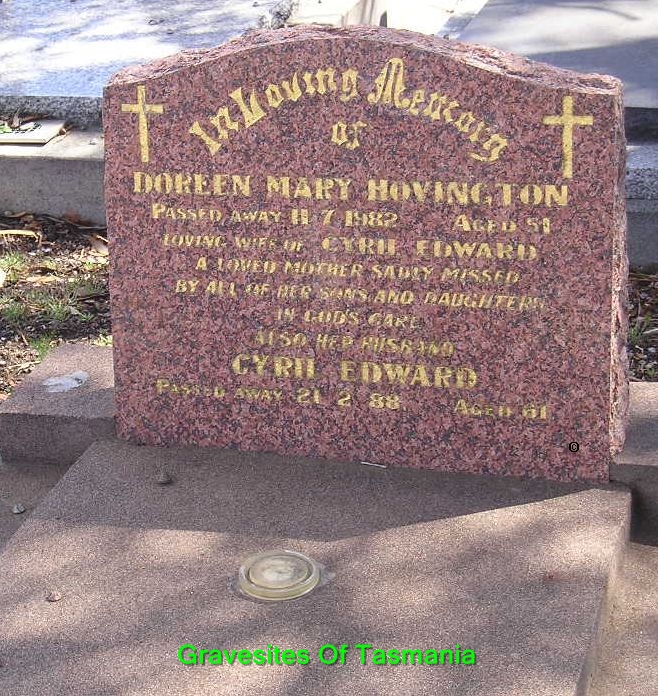 In Loving Memory
of
DOREEN MARY HOVINGTON
PASSED AWAY 11 7 1982 AGED 51
LOVING WIFE OF CYRIL EDWARD
A LOVED MOTHER SADLY MISSED
BY ALL OF HER SONS AND DAUGHTERS
IN GOD'S CARE
ALSO HER HUSBAND
CYRIL EDWARD
PASSED AWAY 21 2 88 AGED 61
Gravesites Of Tasmania